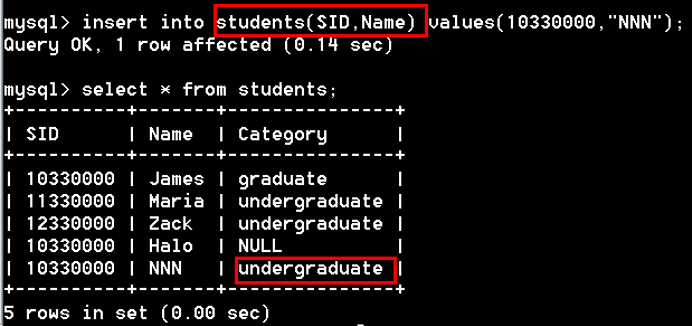 mysql> insert into students(SID,Name) values(10330000,"NNN");
Query OK, 1 row affected (0.14 sec)
mysql> select * from students;
+----------+-------+---------------+
| SID      | Name  | Category      |
+----------+-------+---------------+
| 10330000 | James | graduate      |
| 11330000 | Maria | undergraduate |
| 12330000 | Zack  | undergraduate |
| 10330000 | Halo  | NULL          |
| 10330000 | NNN   | undergraduate |
+----------+-------+---------------+
5 rows in set (0.00 sec)